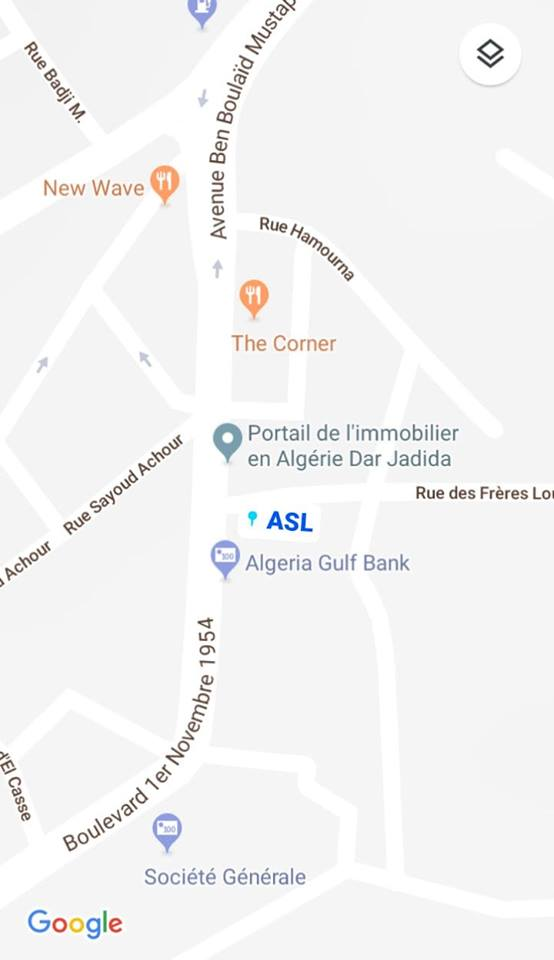 Rue Badji M.
Avenue Ben Boulaïd Mustap
New Wave
Rue Hamourna
The Corner
Portail de l'immobilier
en Algérie Dar Jadida
Rue Sayoud Achour
Rue des Frères Lou
ASL
Achour
100
Algeria Gulf Bank
Boulevard 1er Novembre 1954
d'El Casse
100
Société Générale
Google